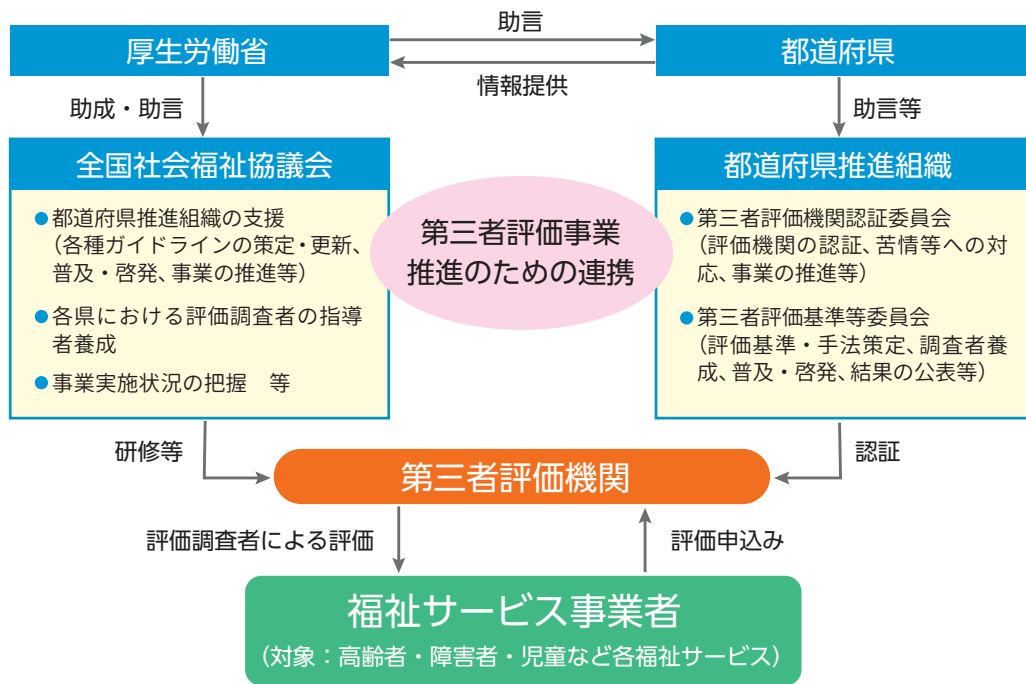 助言
厚生労働省
都道府県
情報提供
助成・助言
助言等
全国社会福祉協議会
●都道府県推進組織の支援
（各種ガイドラインの策定・更新、
普及・啓発、事業の推進等）
●各県における評価調査者の指導
者養成
●事業実施状況の把握　等
第三者評価事業
推進のための連携
都道府県推進組織
●第三者評価機関認証委員会
（評価機関の認証、苦情等への対
応、事業の推進等）
●第三者評価基準等委員会
（評価基準・手法策定、調査者養
成、普及・啓発、結果の公表等）
研修等
認証
第三者評価機関
評価調査者による評価
評価申込み
福祉サービス事業者
（対象：高齢者・障害者・児童など各福祉サービス）